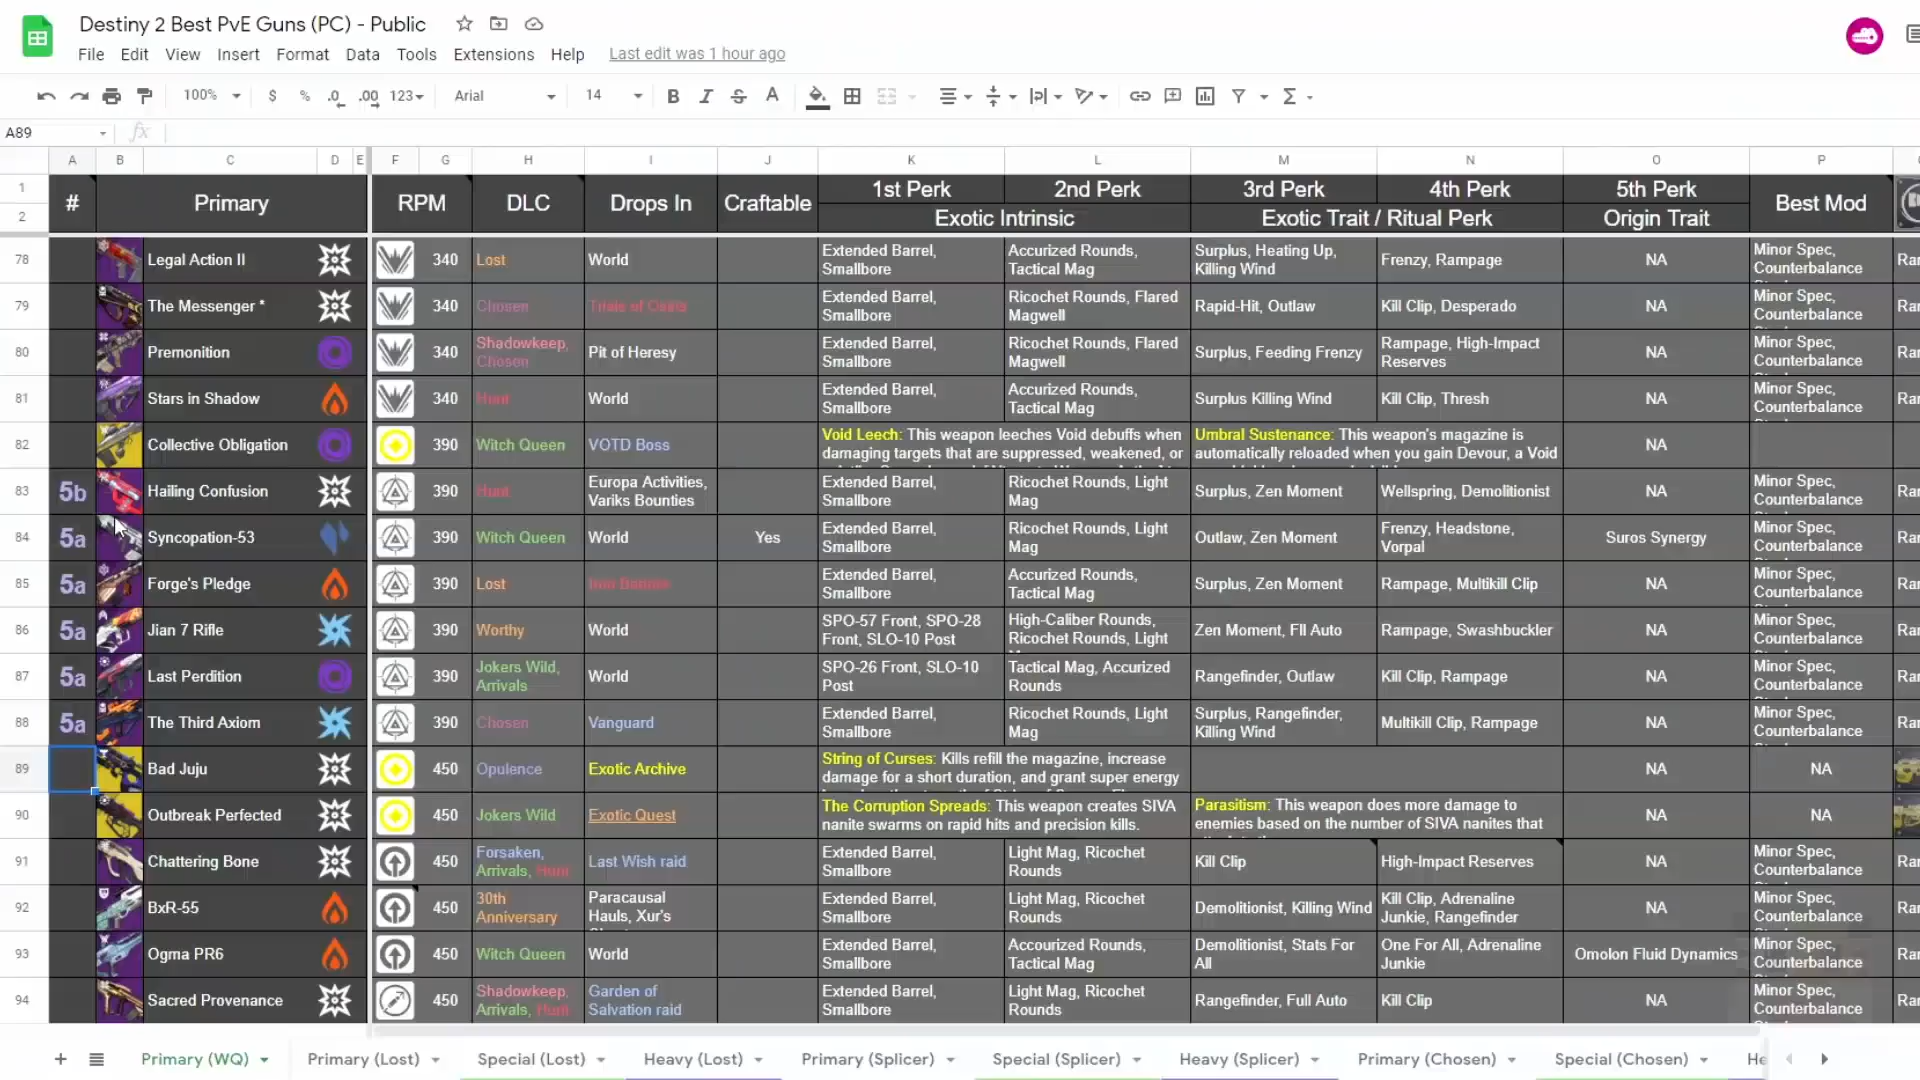 Destiny 2 Best PvE Guns (PC) - Public
File Edit View Insert Format Data Tools Extensions Help Last edit was 1 hour ago
100% $ % .0 .00 123 Arial 14 B I S A
A89 fx
A B C D E F G H I J K L M N O P
1 # Primary RPM DLC Drops In Craftable 1st Perk 2nd Perk 3rd Perk 4th Perk 5th Perk Best Mod
2 Exotic Intrinsic Exotic Trait / Ritual Perk Origin Trait
78 Legal Action II 340 Lost World Extended Barrel, Smallbore Accurized Rounds, Tactical Mag Surplus, Heating Up, Killing Wind Frenzy, Rampage NA Minor Spec, Counterbalance
79 The Messenger * 340 Chosen Trials of Osiris Extended Barrel, Smallbore Ricochet Rounds, Flared Magwell Rapid-Hit, Outlaw Kill Clip, Desperado NA Minor Spec, Counterbalance
80 Premonition 340 Shadowkeep, Chosen Pit of Heresy Extended Barrel, Smallbore Ricochet Rounds, Flared Magwell Surplus, Feeding Frenzy Rampage, High-Impact Reserves NA Minor Spec, Counterbalance
81 Stars in Shadow 340 Hunt World Extended Barrel, Smallbore Accurized Rounds, Tactical Mag Surplus Killing Wind Kill Clip, Thresh NA Minor Spec, Counterbalance
82 Collective Obligation 390 Witch Queen VOTD Boss Void Leech: This weapon leeches Void debuffs when damaging targets that are suppressed, weakened, or Umbral Sustenance: This weapon's magazine is automatically reloaded when you gain Devour, a Void NA
83 5b Hailing Confusion 390 Hunt Europa Activities, Variks Bounties Extended Barrel, Smallbore Ricochet Rounds, Light Mag Surplus, Zen Moment Wellspring, Demolitionist NA Minor Spec, Counterbalance
84 5a Syncopation-53 390 Witch Queen World Yes Extended Barrel, Smallbore Ricochet Rounds, Light Mag Outlaw, Zen Moment Frenzy, Headstone, Vorpal Suros Synergy Minor Spec, Counterbalance
85 5a Forge's Pledge 390 Lost Iron Banner Extended Barrel, Smallbore Accurized Rounds, Tactical Mag Surplus, Zen Moment Rampage, Multikill Clip NA Minor Spec, Counterbalance
86 5a Jian 7 Rifle 390 Worthy World SPO-57 Front, SPO-28 Front, SLO-10 Post High-Caliber Rounds, Ricochet Rounds, Light Zen Moment, Fll Auto Rampage, Swashbuckler NA Minor Spec, Counterbalance
87 5a Last Perdition 390 Jokers Wild, Arrivals World SPO-26 Front, SLO-10 Post Tactical Mag, Accurized Rounds Rangefinder, Outlaw Kill Clip, Rampage NA Minor Spec, Counterbalance
88 5a The Third Axiom 390 Chosen Vanguard Extended Barrel, Smallbore Ricochet Rounds, Light Mag Surplus, Rangefinder, Killing Wind Multikill Clip, Rampage NA Minor Spec, Counterbalance
89 Bad Juju 450 Opulence Exotic Archive String of Curses: Kills refill the magazine, increase damage for a short duration, and grant super energy NA NA
90 Outbreak Perfected 450 Jokers Wild Exotic Quest The Corruption Spreads: This weapon creates SIVA nanite swarms on rapid hits and precision kills. Parasitism: This weapon does more damage to enemies based on the number of SIVA nanites that NA NA
91 Chattering Bone 450 Forsaken, Arrivals, Hunt Last Wish raid Extended Barrel, Smallbore Light Mag, Ricochet Rounds Kill Clip High-Impact Reserves NA Minor Spec, Counterbalance
92 BxR-55 450 30th Anniversary Paracausal Hauls, Xur's Extended Barrel, Smallbore Light Mag, Ricochet Rounds Demolitionist, Killing Wind Kill Clip, Adrenaline Junkie, Rangefinder NA Minor Spec, Counterbalance
93 Ogma PR6 450 Witch Queen World Extended Barrel, Smallbore Accourized Rounds, Tactical Mag Demolitionist, Stats For All One For All, Adrenaline Junkie Omolon Fluid Dynamics Minor Spec, Counterbalance
94 Sacred Provenance 450 Shadowkeep, Arrivals, Hunt Garden of Salvation raid Extended Barrel, Smallbore Light Mag, Ricochet Rounds Rangefinder, Full Auto Kill Clip NA Minor Spec, Counterbalance
+ Primary (WQ) Primary (Lost) Special (Lost) Heavy (Lost) Primary (Splicer) Special (Splicer) Heavy (Splicer) Primary (Chosen) Special (Chosen) He